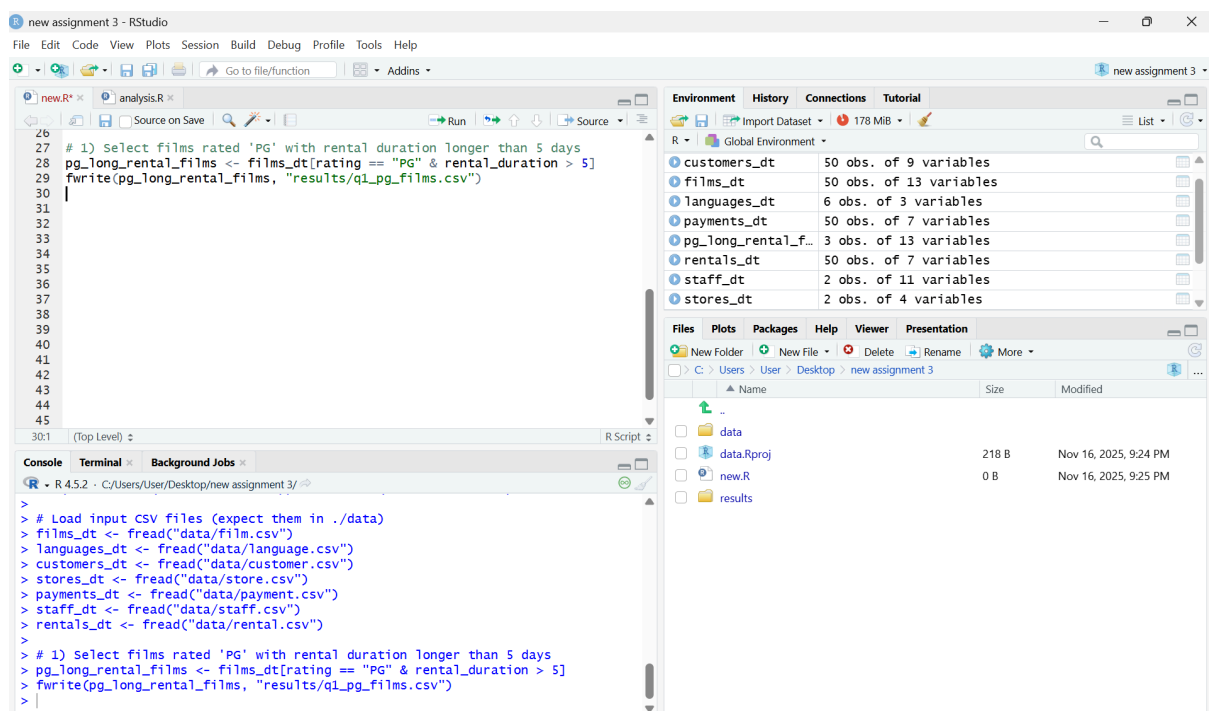 new assignment 3 - RStudio
File Edit Code View Plots Session Build Debug Profile Tools Help
Go to file/function Addins
new assignment 3
new.R* analysis.R
Source on Save Run Source
26
27 # 1) Select films rated 'PG' with rental duration longer than 5 days
28 pg_long_rental_films <- films_dt[rating == "PG" & rental_duration > 5]
29 fwrite(pg_long_rental_films, "results/q1_pg_films.csv")
30
31
32
33
34
35
36
37
38
39
40
41
42
43
44
45
30:1 (Top Level) R Script
Console Terminal Background Jobs
R 4.5.2 · C:/Users/User/Desktop/new assignment 3/
>
> # Load input CSV files (expect them in ./data)
> films_dt <- fread("data/film.csv")
> languages_dt <- fread("data/language.csv")
> customers_dt <- fread("data/customer.csv")
> stores_dt <- fread("data/store.csv")
> payments_dt <- fread("data/payment.csv")
> staff_dt <- fread("data/staff.csv")
> rentals_dt <- fread("data/rental.csv")
>
> # 1) Select films rated 'PG' with rental duration longer than 5 days
> pg_long_rental_films <- films_dt[rating == "PG" & rental_duration > 5]
> fwrite(pg_long_rental_films, "results/q1_pg_films.csv")
>
Environment History Connections Tutorial
Import Dataset 178 MiB List
R Global Environment
customers_dt 50 obs. of 9 variables
films_dt 50 obs. of 13 variables
languages_dt 6 obs. of 3 variables
payments_dt 50 obs. of 7 variables
pg_long_rental_f… 3 obs. of 13 variables
rentals_dt 50 obs. of 7 variables
staff_dt 2 obs. of 11 variables
stores_dt 2 obs. of 4 variables
Files Plots Packages Help Viewer Presentation
New Folder New File Delete Rename More
C: > Users > User > Desktop > new assignment 3 ...
Name Size Modified
..
data
data.Rproj 218 B Nov 16, 2025, 9:24 PM
new.R 0 B Nov 16, 2025, 9:25 PM
results